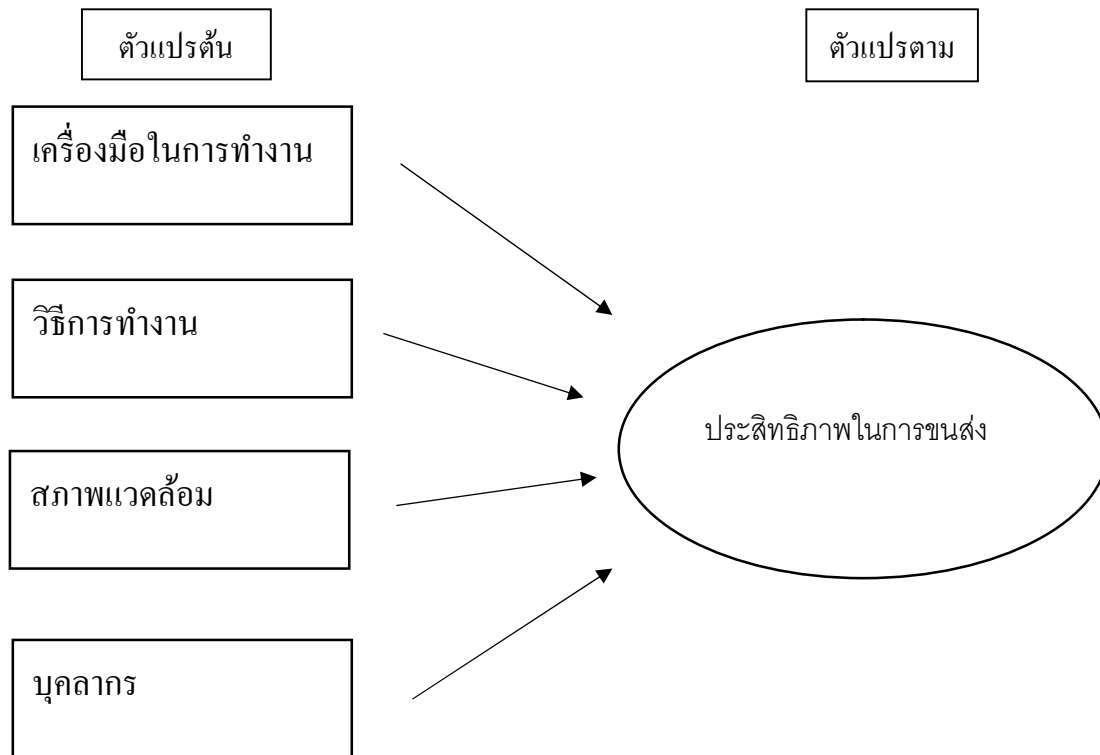 ตัวแปรต้น
ตัวแปรตาม
เครื่องมือในการทำงาน
วิธีการทำงาน
ประสิทธิภาพในการขนส่ง
สภาพแวดล้อม
บุคลากร